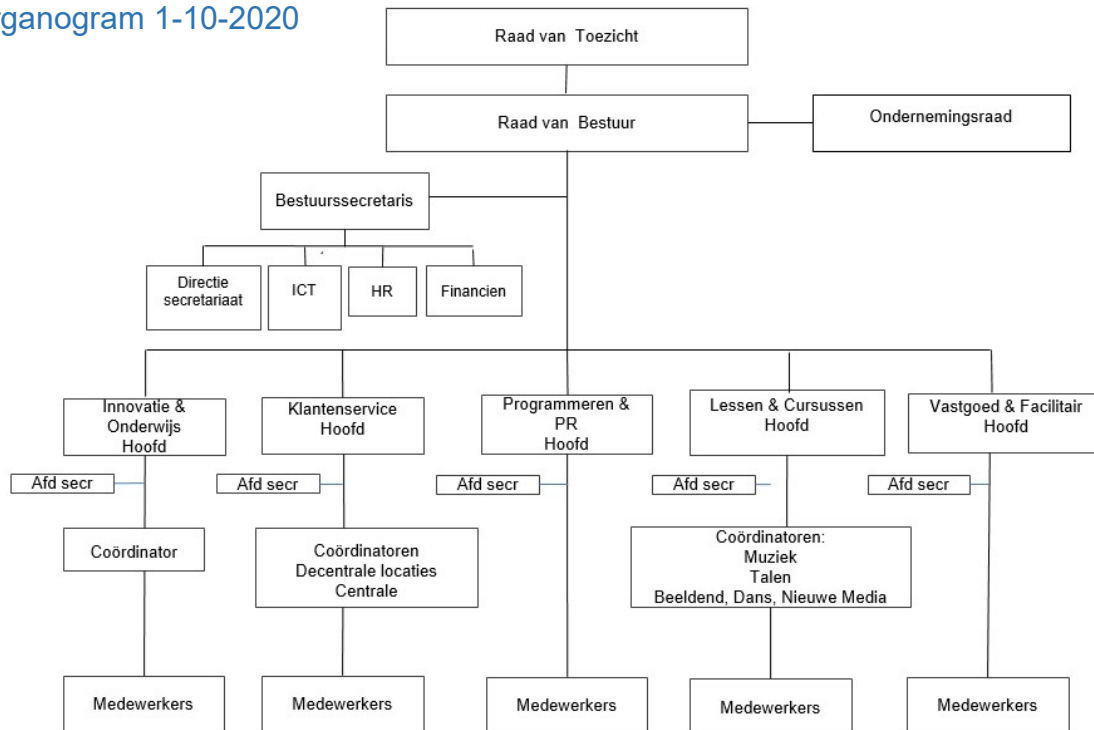 rganogram 1-10-2020
Raad van Toezicht
Raad van Bestuur
Ondernemingsraad
Bestuurssecretaris
Directie
secretariaat
ICT
HR
Financien
Innovatie &
Onderwijs
Hoofd
Klantenservice
Hoofd
Programmeren &
PR
Hoofd
Lessen & Cursussen
Hoofd
Vastgoed & Facilitair
Hoofd
Afd secr
Afd secr
Afd secr
Afd secr
Afd secr
Coördinator
Coördinatoren
Decentrale locaties
Centrale
Coördinatoren:
Muziek
Talen
Beeldend, Dans, Nieuwe Media
Medewerkers
Medewerkers
Medewerkers
Medewerkers
Medewerkers